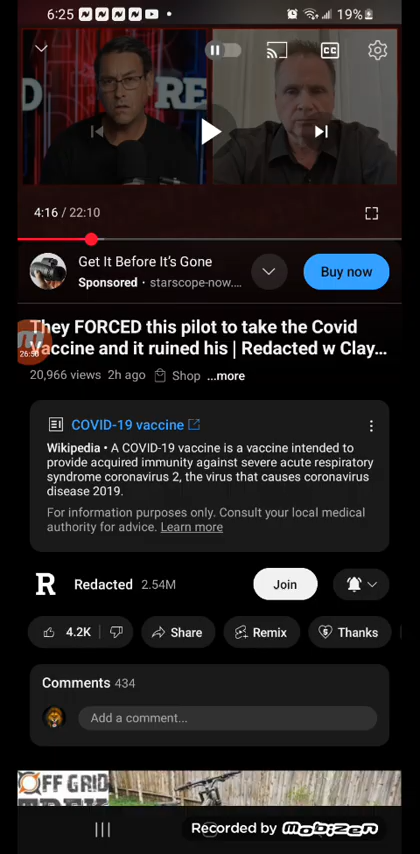 6:25
19%
CC
RE
4:16 / 22:10
Get It Before It's Gone
Sponsored · starscope-now....
Buy now
They FORCED this pilot to take the Covid
Vaccine and it ruined his | Redacted w Clay...
26:50
20,966 views 2h ago Shop ...more
COVID-19 vaccine
Wikipedia • A COVID-19 vaccine is a vaccine intended to
provide acquired immunity against severe acute respiratory
syndrome coronavirus 2, the virus that causes coronavirus
disease 2019.
For information purposes only. Consult your local medical
authority for advice. Learn more
R Redacted 2.54M
Join
4.2K
Share
Remix
Thanks
Comments 434
Add a comment...
OFF GRID
TREK
Recorded by mobizen